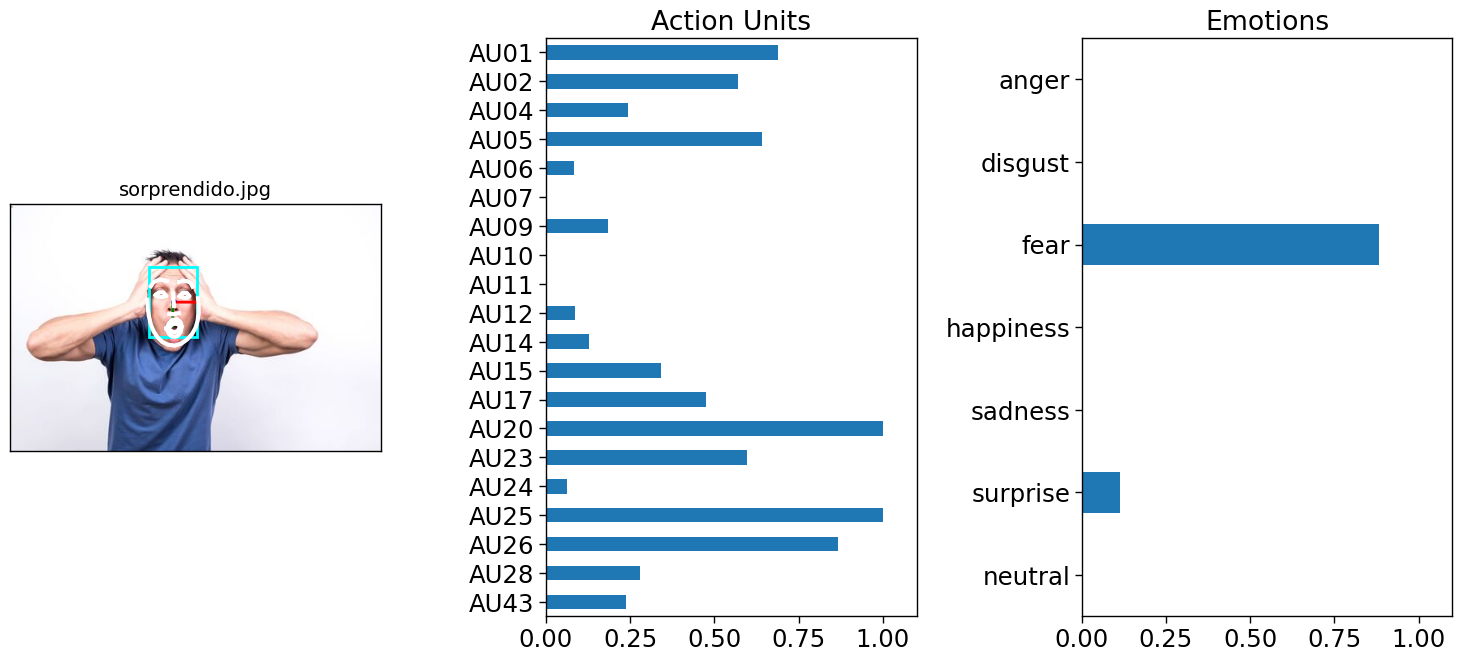 sorprendido.jpg
Action Units
AU01
AU02
AU04
AU05
AU06
AU07
AU09
AU10
AU11
AU12
AU14
AU15
AU17
AU20
AU23
AU24
AU25
AU26
AU28
AU43
0.00 0.25 0.50 0.75 1.00
Emotions
anger
disgust
fear
happiness
sadness
surprise
neutral
0.00 0.25 0.50 0.75 1.00